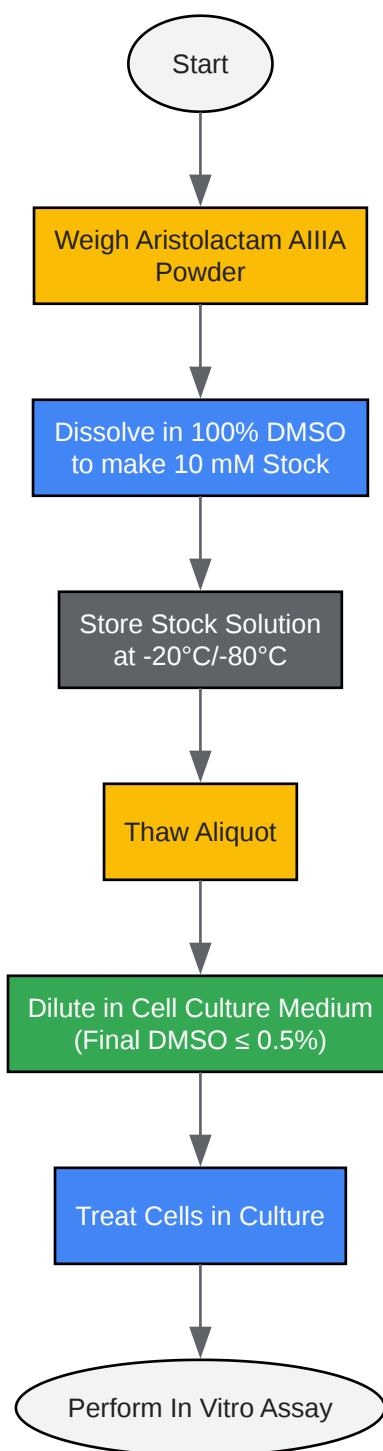 Start
Weigh Aristolactam AIIIA
Powder
Dissolve in 100% DMSO
to make 10 mM Stock
Store Stock Solution
at -20°C/-80°C
Thaw Aliquot
Dilute in Cell Culture Medium
(Final DMSO ≤ 0.5%)
Treat Cells in Culture
Perform In Vitro Assay